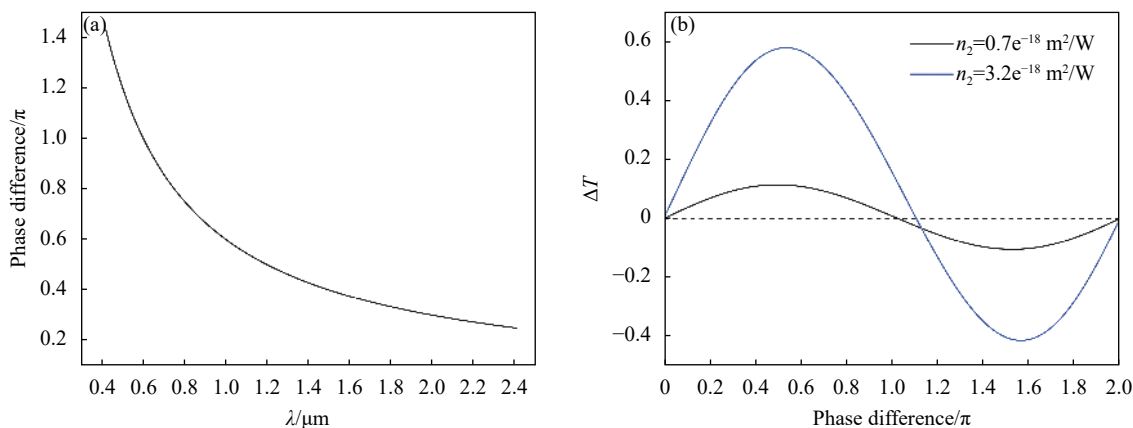 (a)
Phase difference/π
1.4
1.2
1.0
0.8
0.6
0.4
0.2
0.4 0.6 0.8 1.0 1.2 1.4 1.6 1.8 2.0 2.2 2.4
λ/μm
(b)
n₂=0.7e⁻¹⁸ m²/W
n₂=3.2e⁻¹⁸ m²/W
ΔT
0.6
0.4
0.2
0
−0.2
−0.4
0 0.2 0.4 0.6 0.8 1.0 1.2 1.4 1.6 1.8 2.0
Phase difference/π